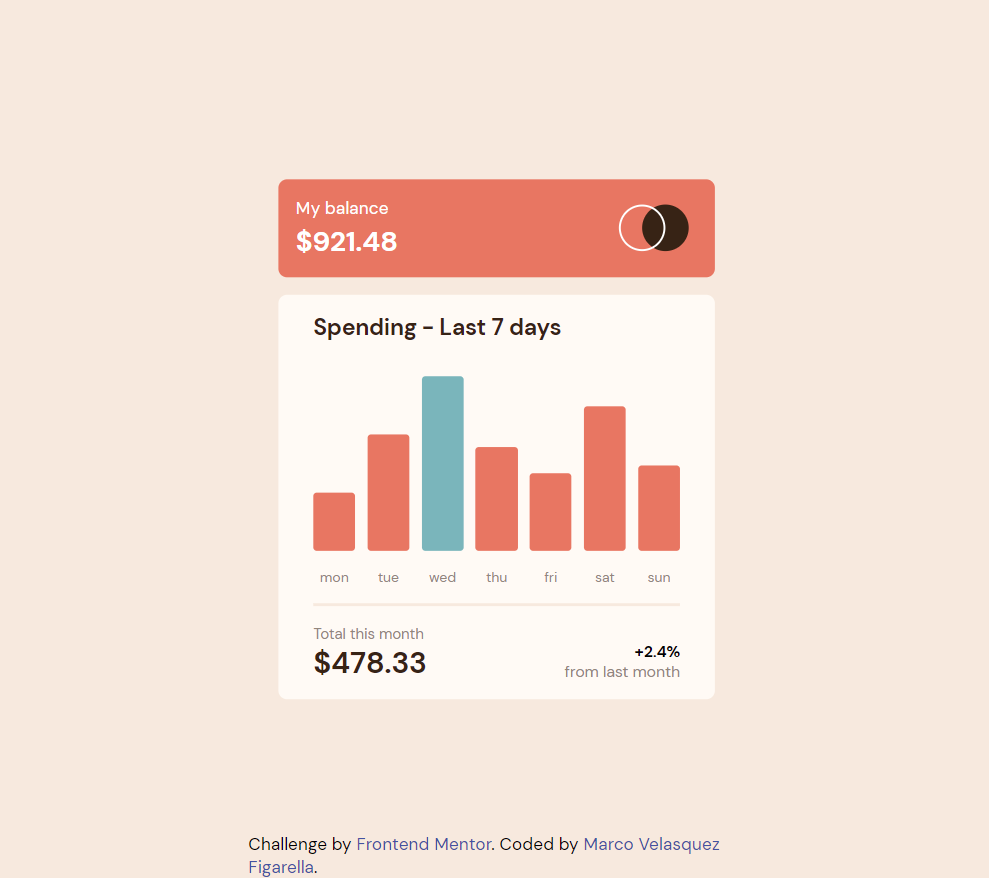 My balance
$921.48
Spending - Last 7 days
mon tue wed thu fri sat sun
Total this month
$478.33
+2.4%
from last month
Challenge by Frontend Mentor. Coded by Marco Velasquez
Figarella.